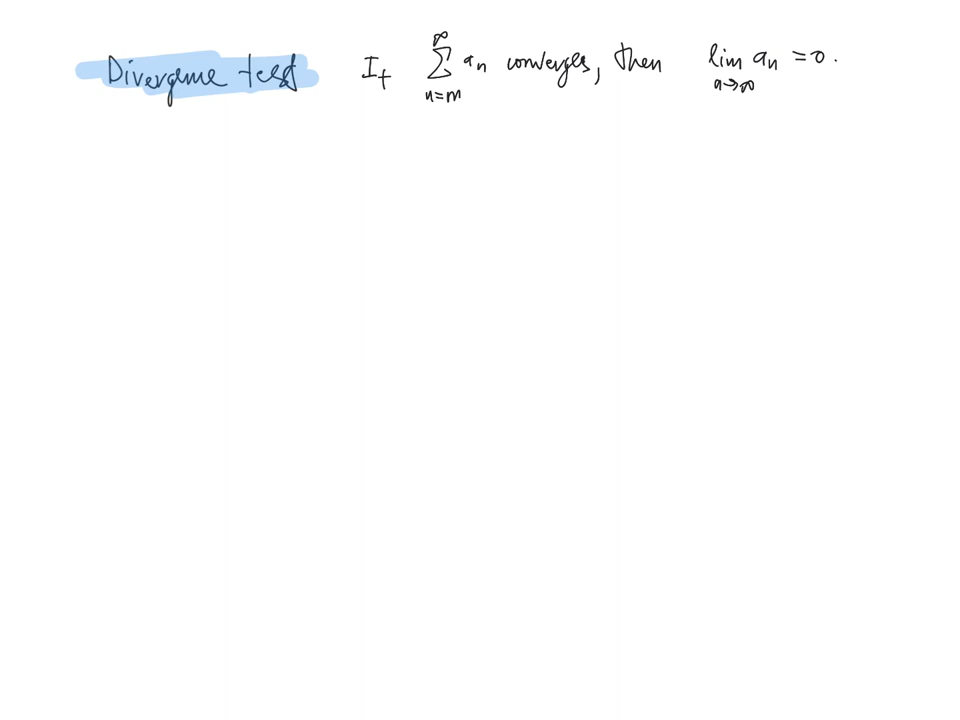 Divergence test If ∑_{n=m}^{∞} a_n converges, then lim_{n→∞} a_n = 0.